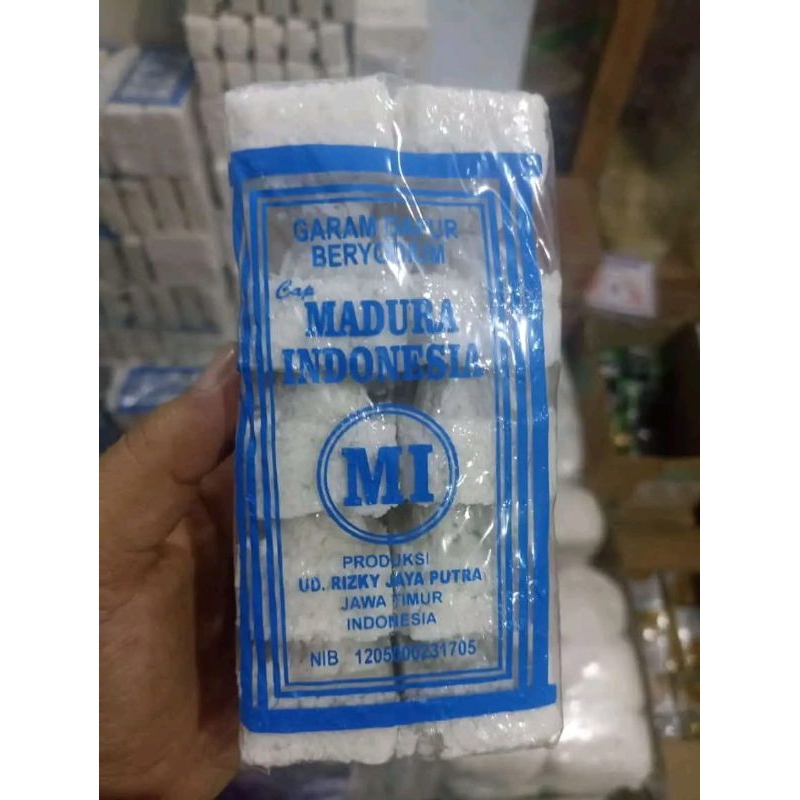 GARAM DAPUR
BERYODIUM
Cap
MADURA
INDONESIA
MI
PRODUKSI
UD. RIZKY JAYA PUTRA
JAWA TIMUR
INDONESIA
NIB 1205000231705